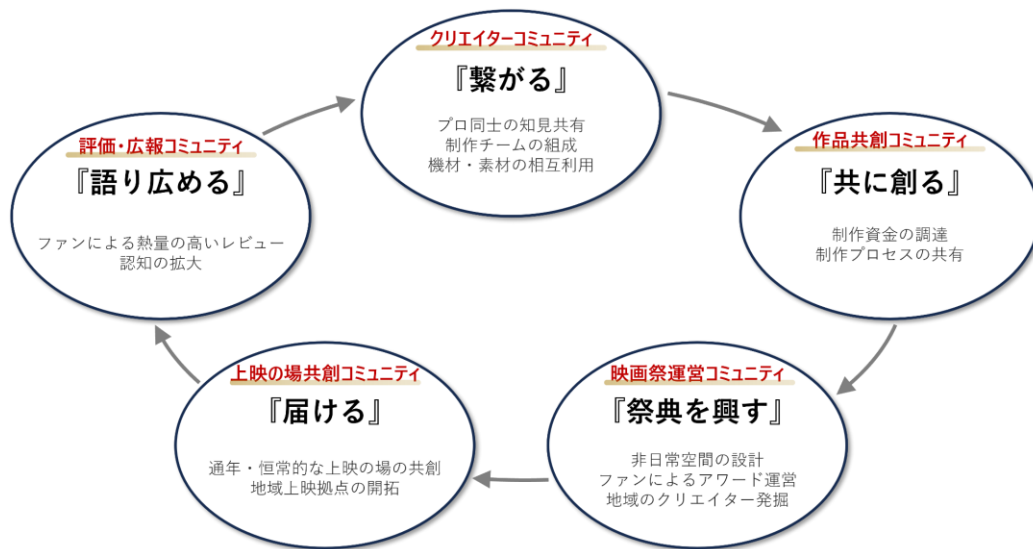 クリエイターコミュニティ
『繋がる』
プロ同士の知見共有
制作チームの組成
機材・素材の相互利用
作品共創コミュニティ
『共に創る』
制作資金の調達
制作プロセスの共有
映画祭運営コミュニティ
『祭典を興す』
非日常空間の設計
ファンによるアワード運営
地域のクリエイター発掘
上映の場共創コミュニティ
『届ける』
通年・恒常的な上映の場の共創
地域上映拠点の開拓
評価・広報コミュニティ
『語り広める』
ファンによる熱量の高いレビュー
認知の拡大